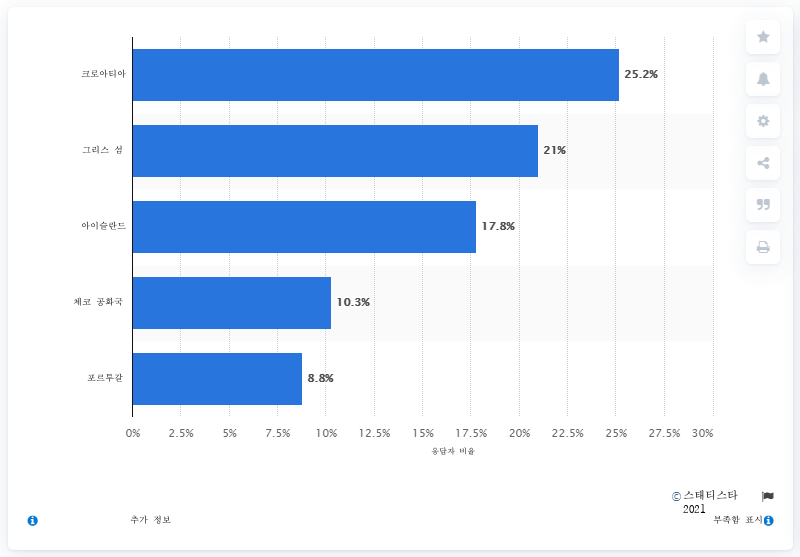 크로아티아
25.2%
그리스 섬
21%
아이슬란드
17.8%
체코 공화국
10.3%
포르투갈
8.8%
0% 2.5% 5% 7.5% 10% 12.5% 15% 17.5% 20% 22.5% 25% 27.5% 30%
응답자 비율
© 스태티스타
2021
추가 정보
부족함 표시